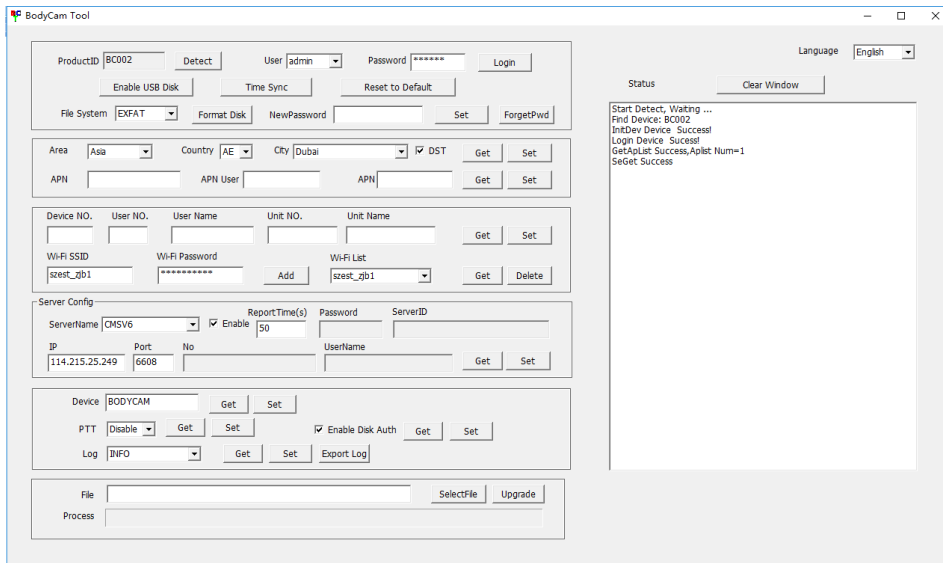 BodyCam Tool
ProductID BC002 Detect User admin Password ****** Login
Enable USB Disk Time Sync Reset to Default
File System EXFAT Format Disk NewPassword Set ForgetPwd
Area Asia Country AE City Dubai DST Get Set
APN APN User APN Get Set
Device NO. User NO. User Name Unit NO. Unit Name
Get Set
Wi-Fi SSID Wi-Fi Password Wi-Fi List
szest_zjb1 ********** Add szest_zjb1 Get Delete
Server Config
ReportTime(s) Password ServerID
ServerName CMSV6 Enable 50
IP Port No UserName
114.215.25.249 6608 Get Set
Device BODYCAM Get Set
PTT Disable Get Set Enable Disk Auth Get Set
Log INFO Get Set Export Log
File SelectFile Upgrade
Process
Language English
Status Clear Window
Start Detect, Waiting ...
Find Device: BC002
InitDev Device Success!
Login Device Sucess!
GetApList Success,Aplist Num=1
SeGet Success